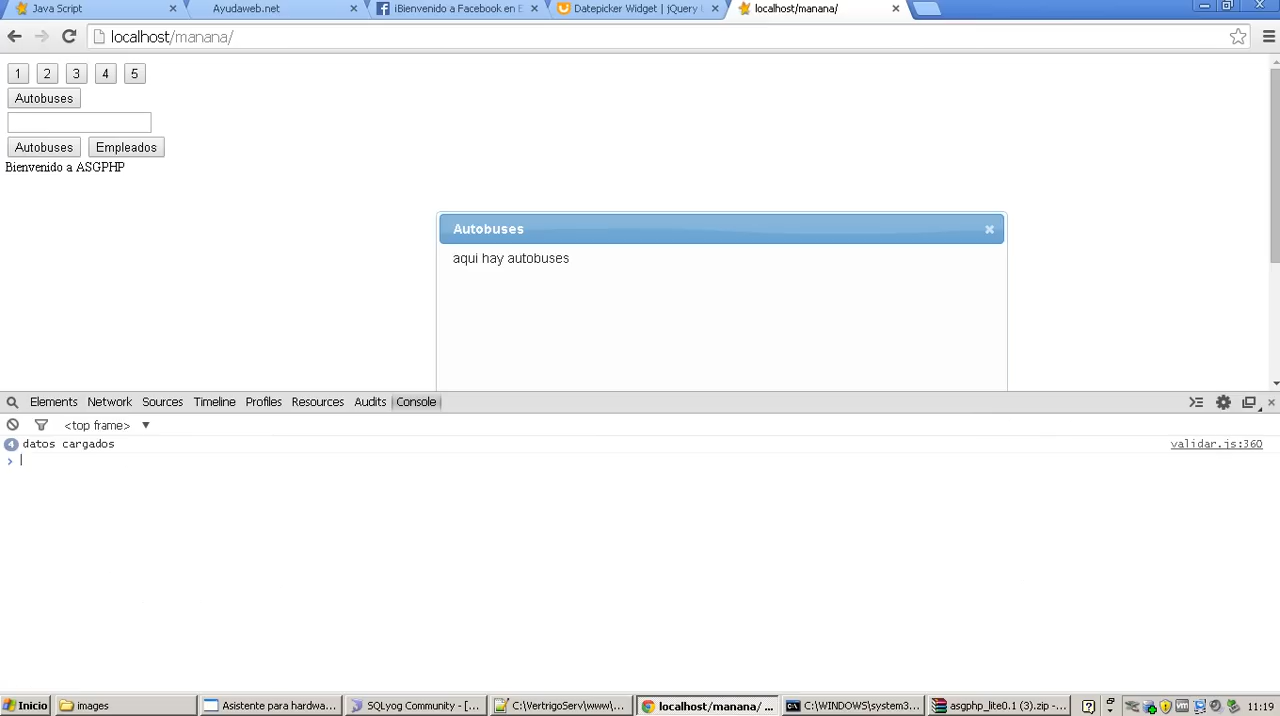 Java Script
Ayudaweb.net
¡Bienvenido a Facebook en E
Datepicker Widget | jQuery U
localhost/manana/
localhost/manana/
1 2 3 4 5
Autobuses
Autobuses Empleados
Bienvenido a ASGPHP
Autobuses
aqui hay autobuses
Elements Network Sources Timeline Profiles Resources Audits Console
<top frame>
4 datos cargados validar.js:360
Inicio images Asistente para hardwa... SQLyog Community - [... C:\VertrigoServ\www\... localhost/manana/ ... C:\WINDOWS\system3... asgphp_lite0.1 (3).zip - ... 11:19